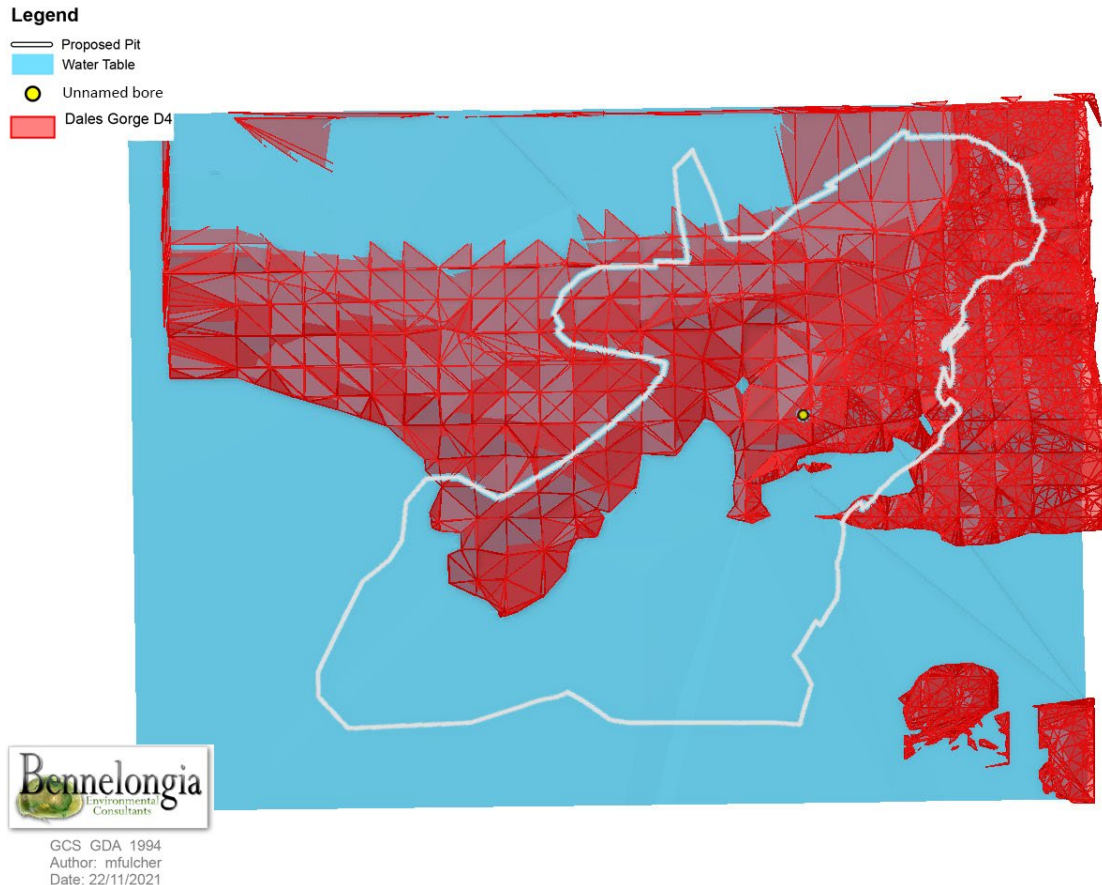 Legend
Proposed Pit
Water Table
Unnamed bore
Dales Gorge D4
Bennelongia
Environmental
Consultants
GCS GDA 1994
Author: mfulcher
Date: 22/11/2021